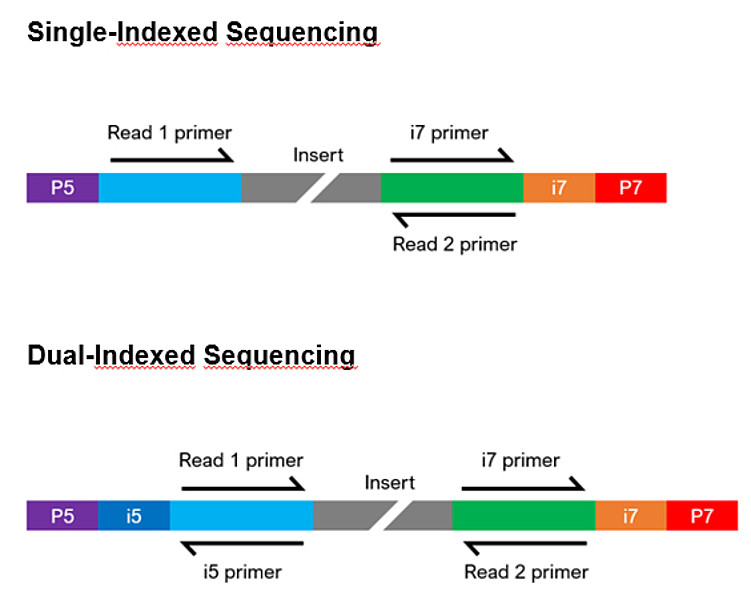 Single-Indexed Sequencing
Read 1 primer
i7 primer
Insert
P5
i7
P7
Read 2 primer
Dual-Indexed Sequencing
Read 1 primer
i7 primer
Insert
P5
i5
i7
P7
i5 primer
Read 2 primer